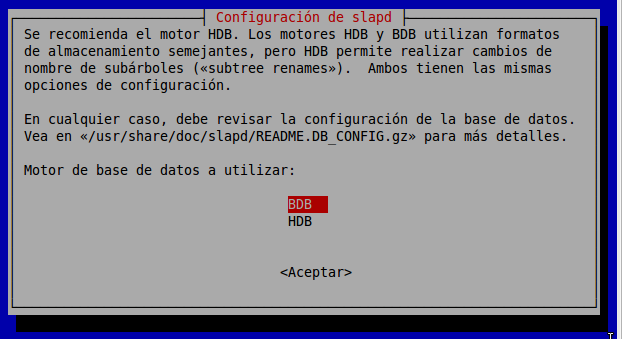 Configuración de slapd
Se recomienda el motor HDB. Los motores HDB y BDB utilizan formatos
de almacenamiento semejantes, pero HDB permite realizar cambios de
nombre de subárboles («subtree renames»).  Ambos tienen las mismas
opciones de configuración.
En cualquier caso, debe revisar la configuración de la base de datos.
Vea en «/usr/share/doc/slapd/README.DB_CONFIG.gz» para más detalles.
Motor de base de datos a utilizar:
BDB
HDB
<Aceptar>